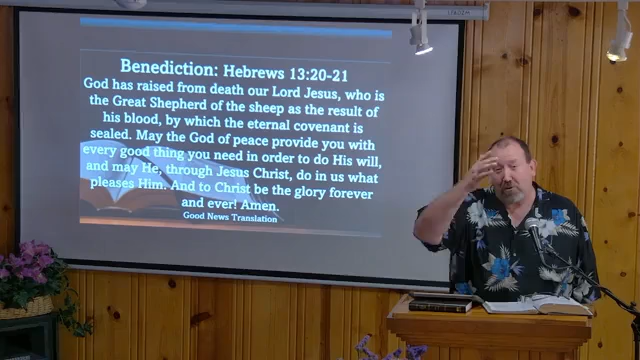 Benediction: Hebrews 13:20-21
God has raised from death our Lord Jesus, who is
the Great Shepherd of the sheep as the result of
his blood, by which the eternal covenant is
sealed. May the God of peace provide you with
every good thing you need in order to do His will,
and may He, through Jesus Christ, do in us what
pleases Him. And to Christ be the glory forever
and ever! Amen.
Good News Translation